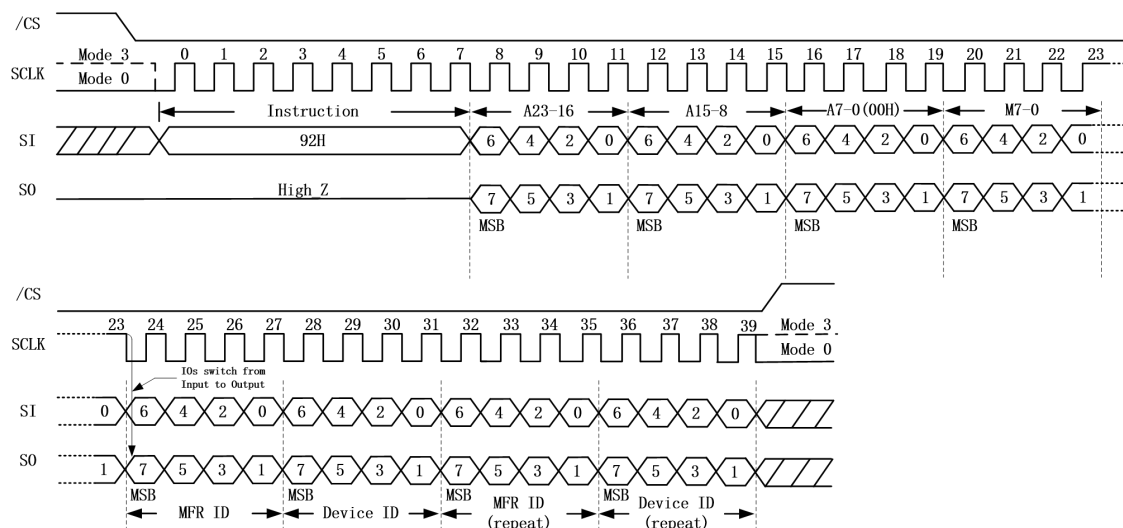 /CS
Mode 3 0 1 2 3 4 5 6 7 8 9 10 11 12 13 14 15 16 17 18 19 20 21 22 23
SCLK
Mode 0
Instruction A23-16 A15-8 A7-0(00H) M7-0
SI 92H 6 4 2 0 6 4 2 0 6 4 2 0 6 4 2 0
SO High_Z 7 5 3 1 7 5 3 1 7 5 3 1 7 5 3 1
MSB MSB MSB MSB
/CS
23 24 25 26 27 28 29 30 31 32 33 34 35 36 37 38 39 Mode 3
SCLK Mode 0
IOs switch from
Input to Output
SI 0 6 4 2 0 6 4 2 0 6 4 2 0 6 4 2 0
SO 1 7 5 3 1 7 5 3 1 7 5 3 1 7 5 3 1
MSB MSB MSB MSB
MFR ID Device ID MFR ID Device ID
(repeat) (repeat)